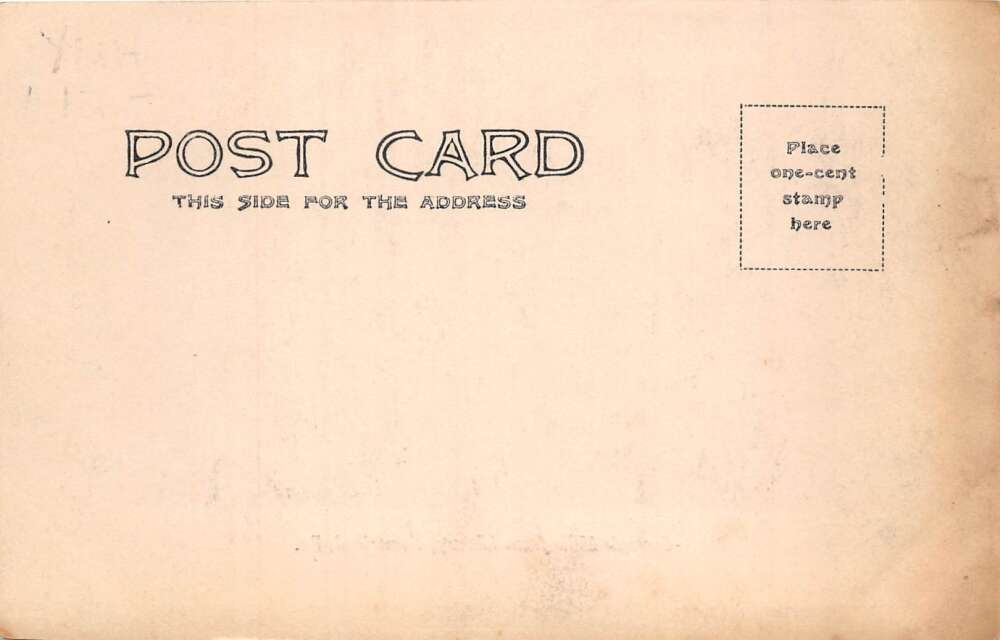 POST CARD
THIS SIDE FOR THE ADDRESS
Place
one-cent
stamp
here